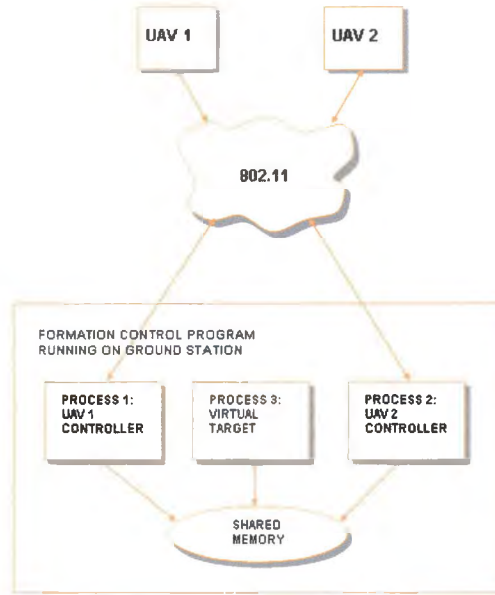 UAV 1
UAV 2
802.11
FORMATION CONTROL PROGRAM
RUNNING ON GROUND STATION
PROCESS 1:
UAV 1
CONTROLLER
PROCESS 3:
VIRTUAL
TARGET
PROCESS 2:
UAV 2
CONTROLLER
SHARED
MEMORY